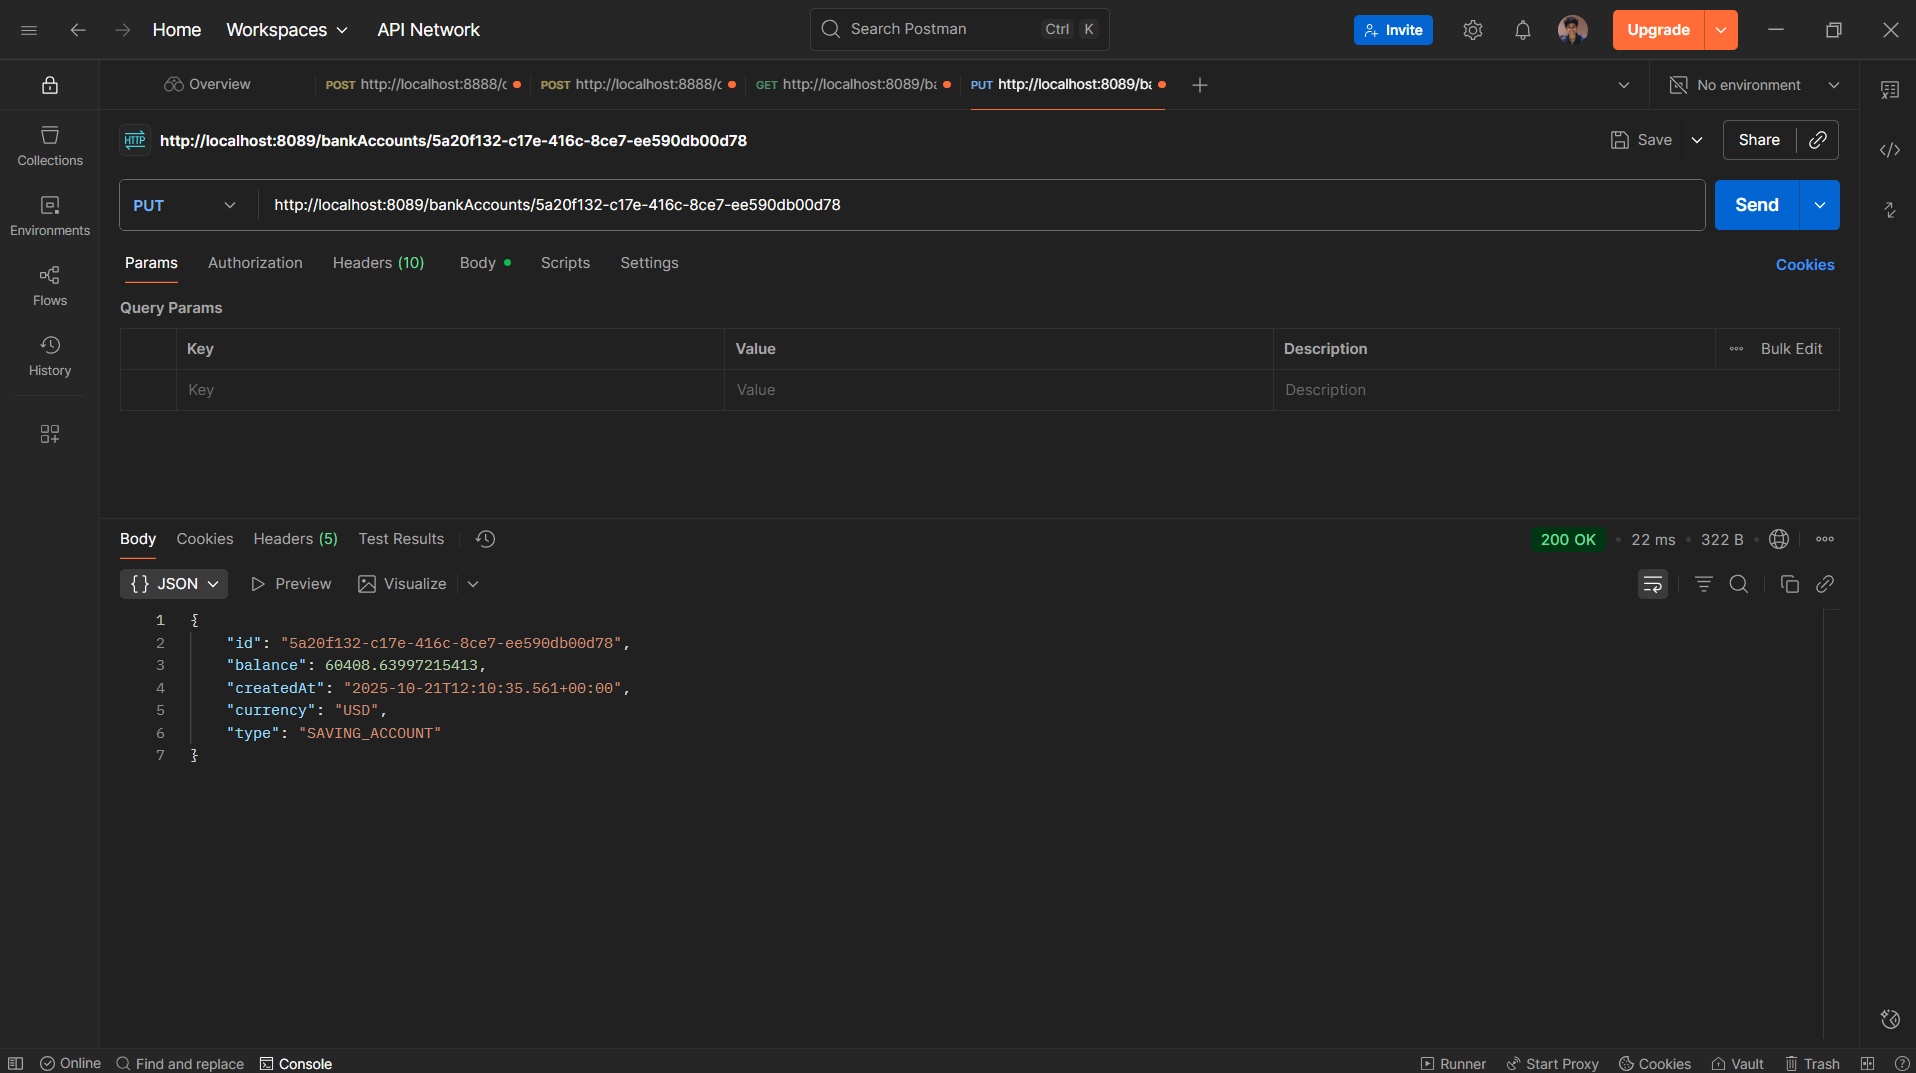 Home Workspaces API Network Search Postman Ctrl K Invite Upgrade
Overview POST http://localhost:8888/c POST http://localhost:8888/c GET http://localhost:8089/ba PUT http://localhost:8089/ba No environment
HTTP http://localhost:8089/bankAccounts/5a20f132-c17e-416c-8ce7-ee590db00d78 Save Share
Collections
Environments
Flows
History
PUT http://localhost:8089/bankAccounts/5a20f132-c17e-416c-8ce7-ee590db00d78 Send
Params Authorization Headers (10) Body Scripts Settings Cookies
Query Params
Key Value Description Bulk Edit
Key Value Description
Body Cookies Headers (5) Test Results 200 OK 22 ms 322 B
{} JSON Preview Visualize
1 {
2 "id": "5a20f132-c17e-416c-8ce7-ee590db00d78",
3 "balance": 60408.63997215413,
4 "createdAt": "2025-10-21T12:10:35.561+00:00",
5 "currency": "USD",
6 "type": "SAVING_ACCOUNT"
7 }
Online Find and replace Console Runner Start Proxy Cookies Vault Trash